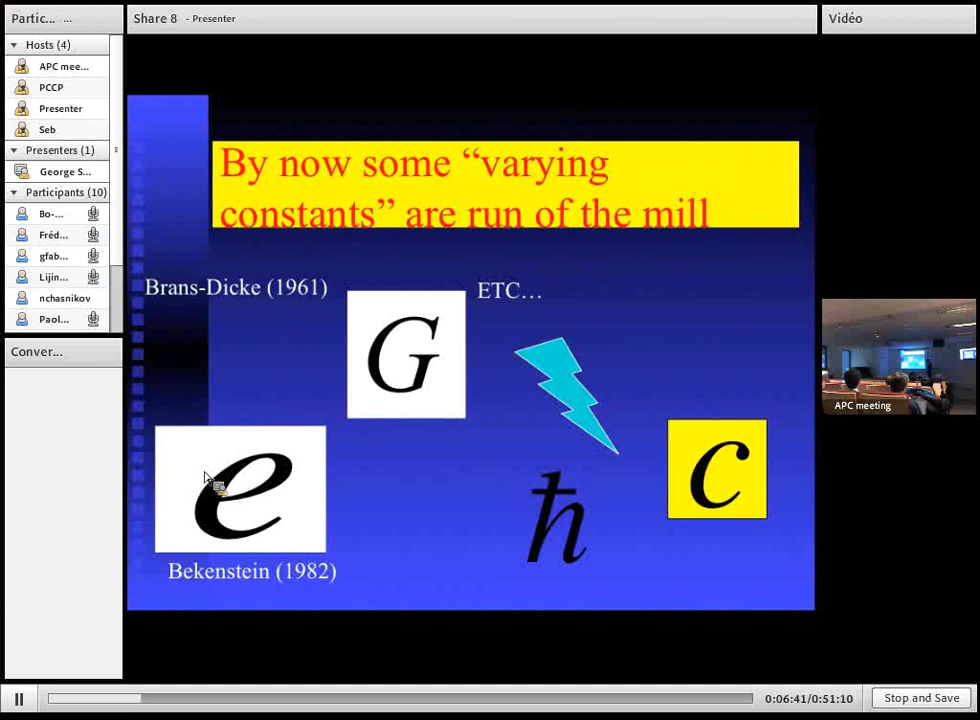 Partic... ...
Share 8 - Presenter
Vidéo
Hosts (4)
APC mee...
PCCP
Presenter
Seb
Presenters (1)
George S...
Participants (10)
Bo-...
Fréd...
gfab...
Lijin...
nchasnikov
Paol...
Conver...
By now some “varying
constants” are run of the mill
Brans-Dicke (1961)
ETC…
G
e
ħ
c
Bekenstein (1982)
APC meeting
0:06:41/0:51:10
Stop and Save